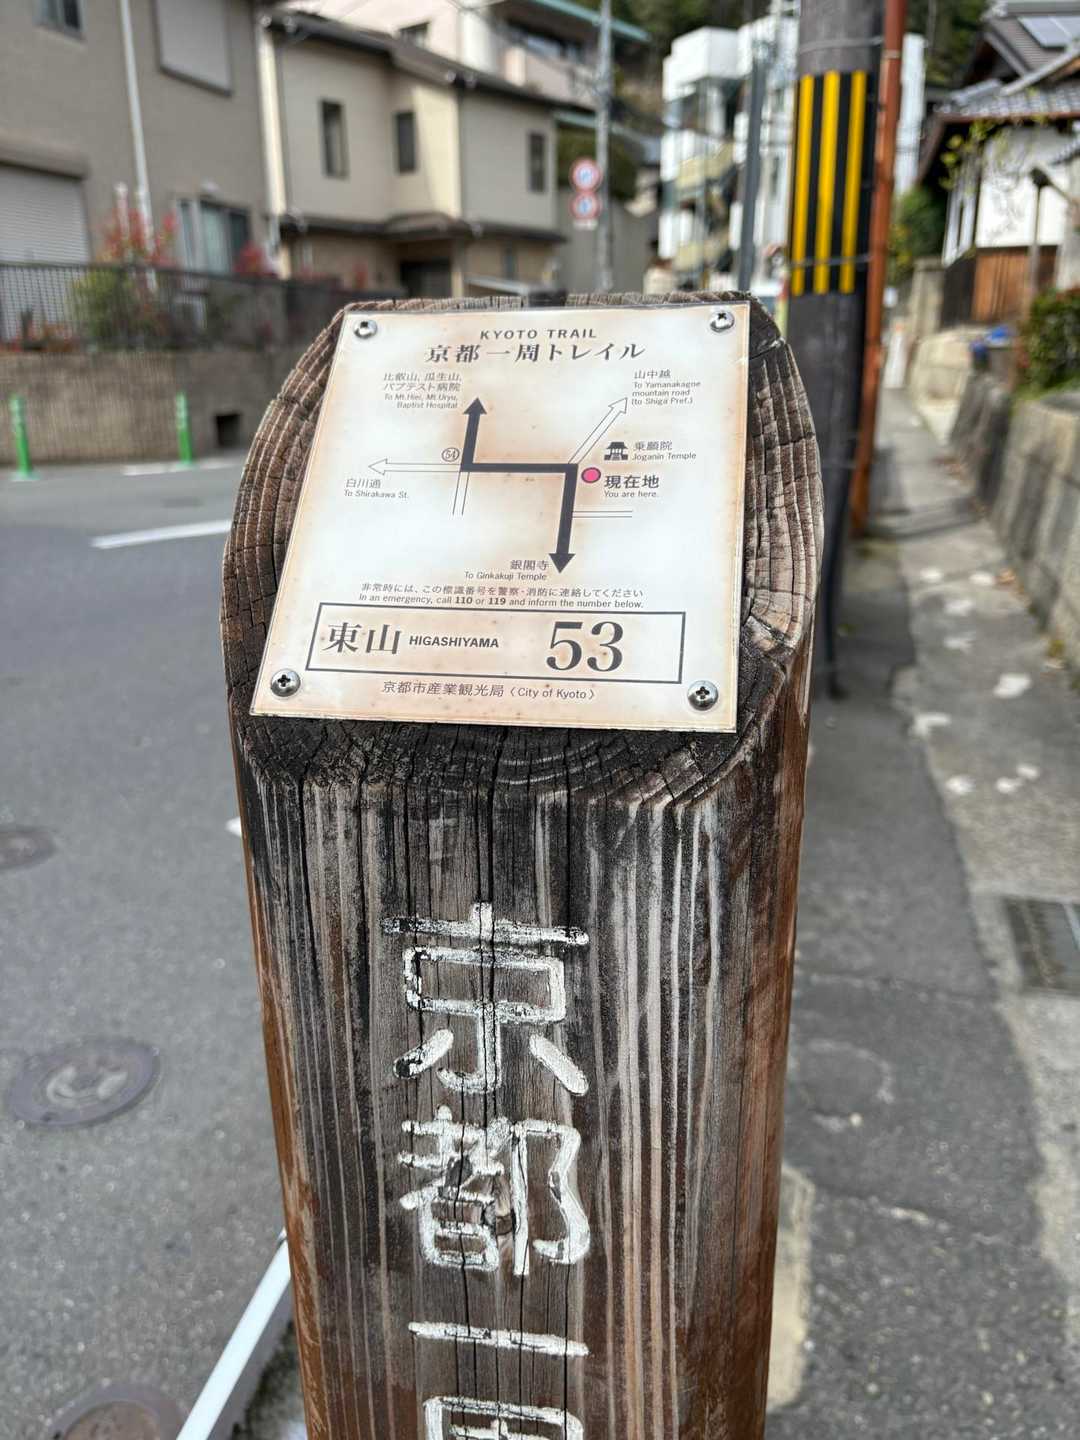 KYOTO TRAIL
京都一周トレイル
比叡山、瓜生山、
バプテスト病院
To Mt.Hiei, Mt.Uryu,
Baptist Hospital
山中越
To Yamanakagoe
mountain road
(to Shiga Pref.)
54
乗願院
Joganin Temple
白川通
To Shirakawa St.
現在地
You are here.
銀閣寺
To Ginkakuji Temple
非常時には、この標識番号を警察・消防に連絡してください
In an emergency, call 110 or 119 and inform the number below.
東山 HIGASHIYAMA 53
京都市産業観光局〈City of Kyoto〉
京
都
一
周